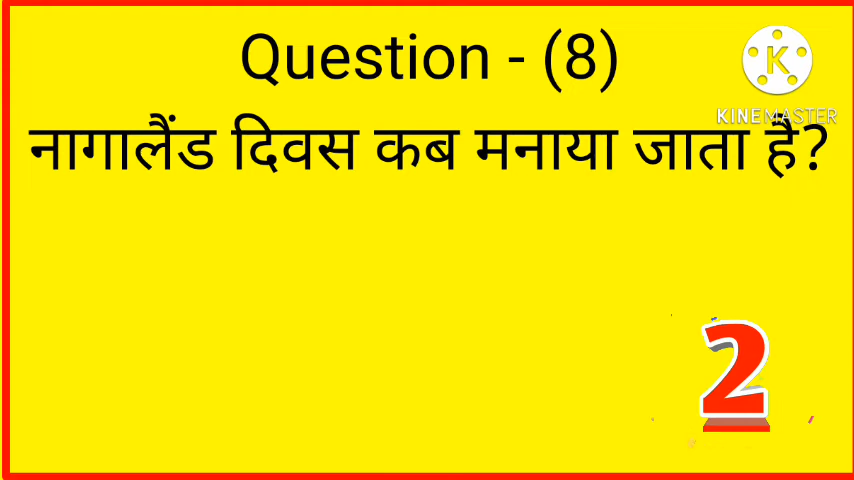 Question - (8)
K
KINEMASTER
नागालैंड दिवस कब मनाया जाता है?
2